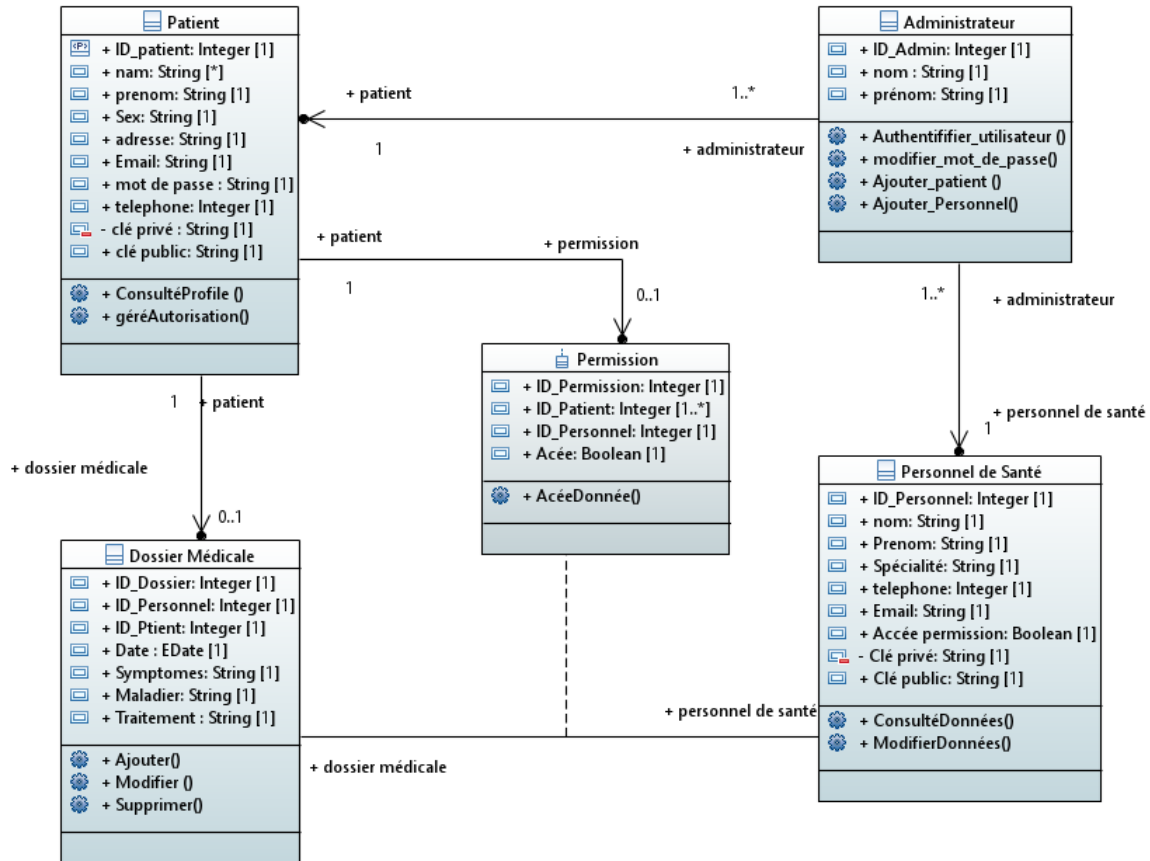 Patient
+ ID_patient: Integer [1]
+ nam: String [*]
+ prenom: String [1]
+ Sex: String [1]
+ adresse: String [1]
+ Email: String [1]
+ mot de passe : String [1]
+ telephone: Integer [1]
- clé privé : String [1]
+ clé public: String [1]
+ ConsultéProfile ()
+ géréAutorisation()
Administrateur
+ ID_Admin: Integer [1]
+ nom : String [1]
+ prénom: String [1]
+ Authentififier_utilisateur ()
+ modifier_mot_de_passe()
+ Ajouter_patient ()
+ Ajouter_Personnel()
+ patient
1..*
1
+ administrateur
+ patient
+ permission
1
0..1
1..*
+ administrateur
Permission
+ ID_Permission: Integer [1]
+ ID_Patient: Integer [1..*]
+ ID_Personnel: Integer [1]
+ Acée: Boolean [1]
+ AcéeDonnée()
1
+ patient
+ dossier médicale
0..1
+ personnel de santé
1
Personnel de Santé
+ ID_Personnel: Integer [1]
+ nom: String [1]
+ Prenom: String [1]
+ Spécialité: String [1]
+ telephone: Integer [1]
+ Email: String [1]
+ Accée permission: Boolean [1]
- Clé privé: String [1]
+ Clé public: String [1]
+ ConsultéDonnées()
+ ModifierDonnées()
Dossier Médicale
+ ID_Dossier: Integer [1]
+ ID_Personnel: Integer [1]
+ ID_Ptient: Integer [1]
+ Date : EDate [1]
+ Symptomes: String [1]
+ Maladier: String [1]
+ Traitement : String [1]
+ Ajouter()
+ Modifier ()
+ Supprimer()
+ personnel de santé
+ dossier médicale